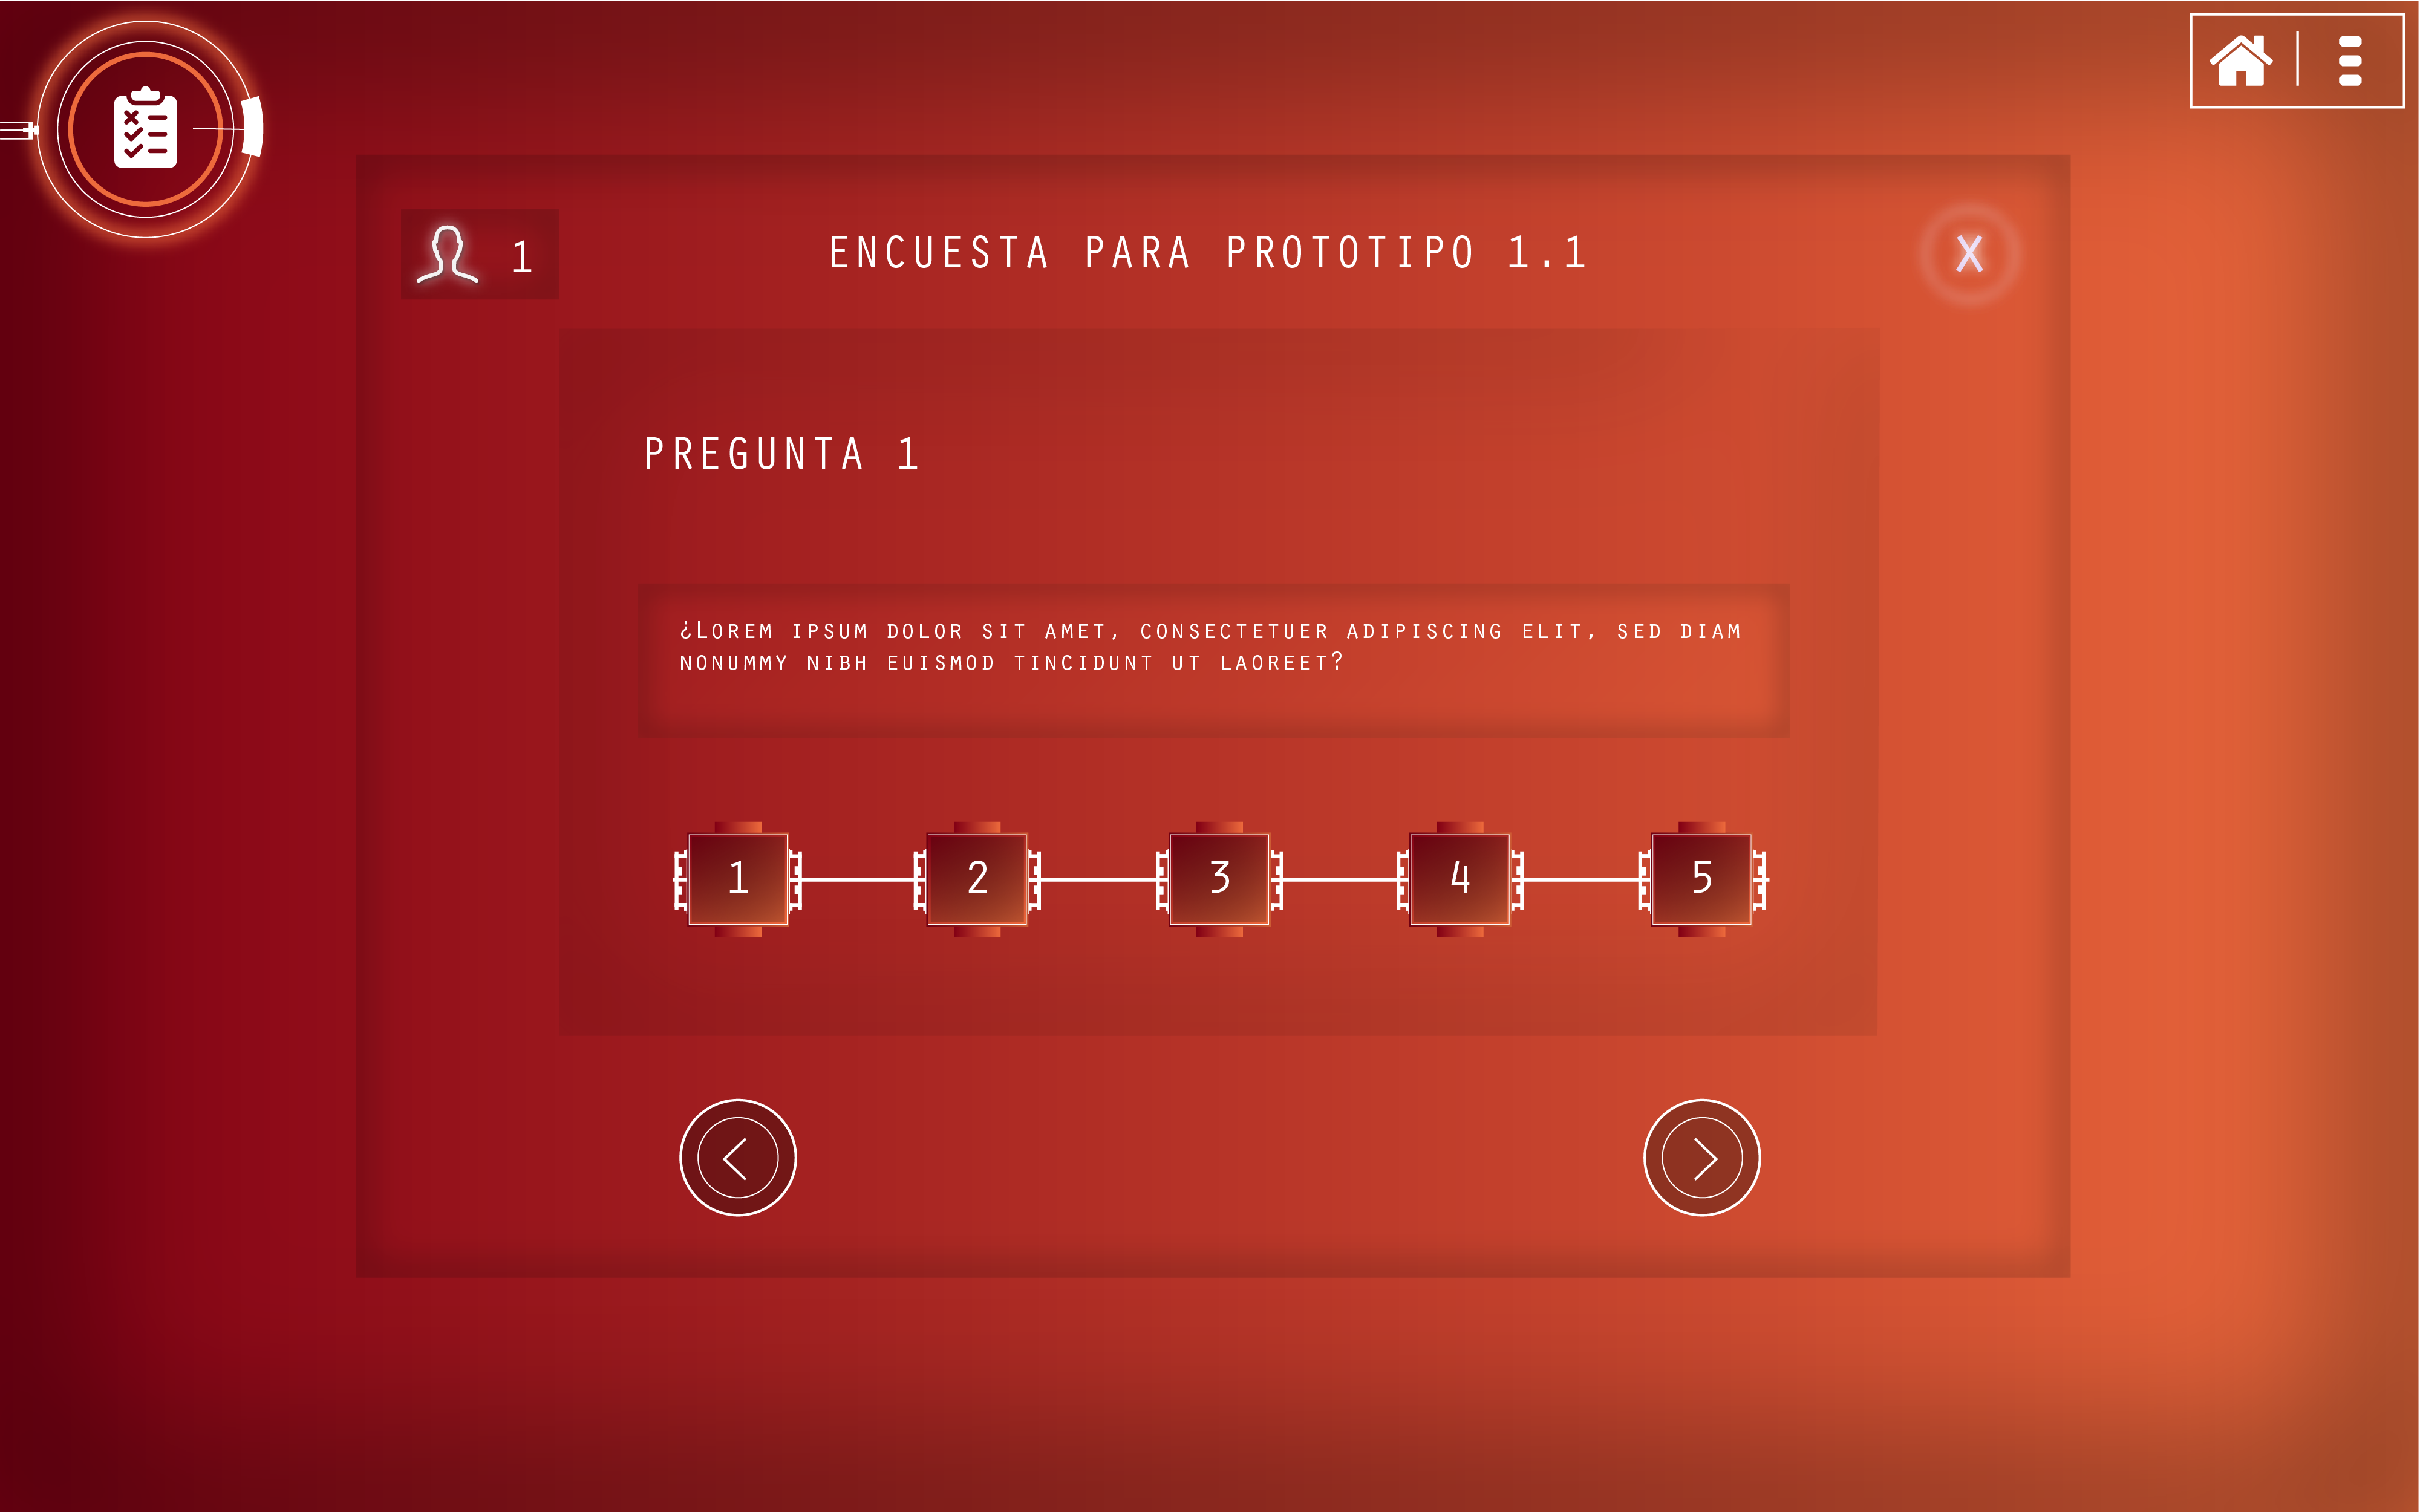 1
ENCUESTA PARA PROTOTIPO 1.1
X
PREGUNTA 1
¿Lorem ipsum dolor sit amet, consectetuer adipiscing elit, sed diam
nonummy nibh euismod tincidunt ut laoreet?
1 2 3 4 5